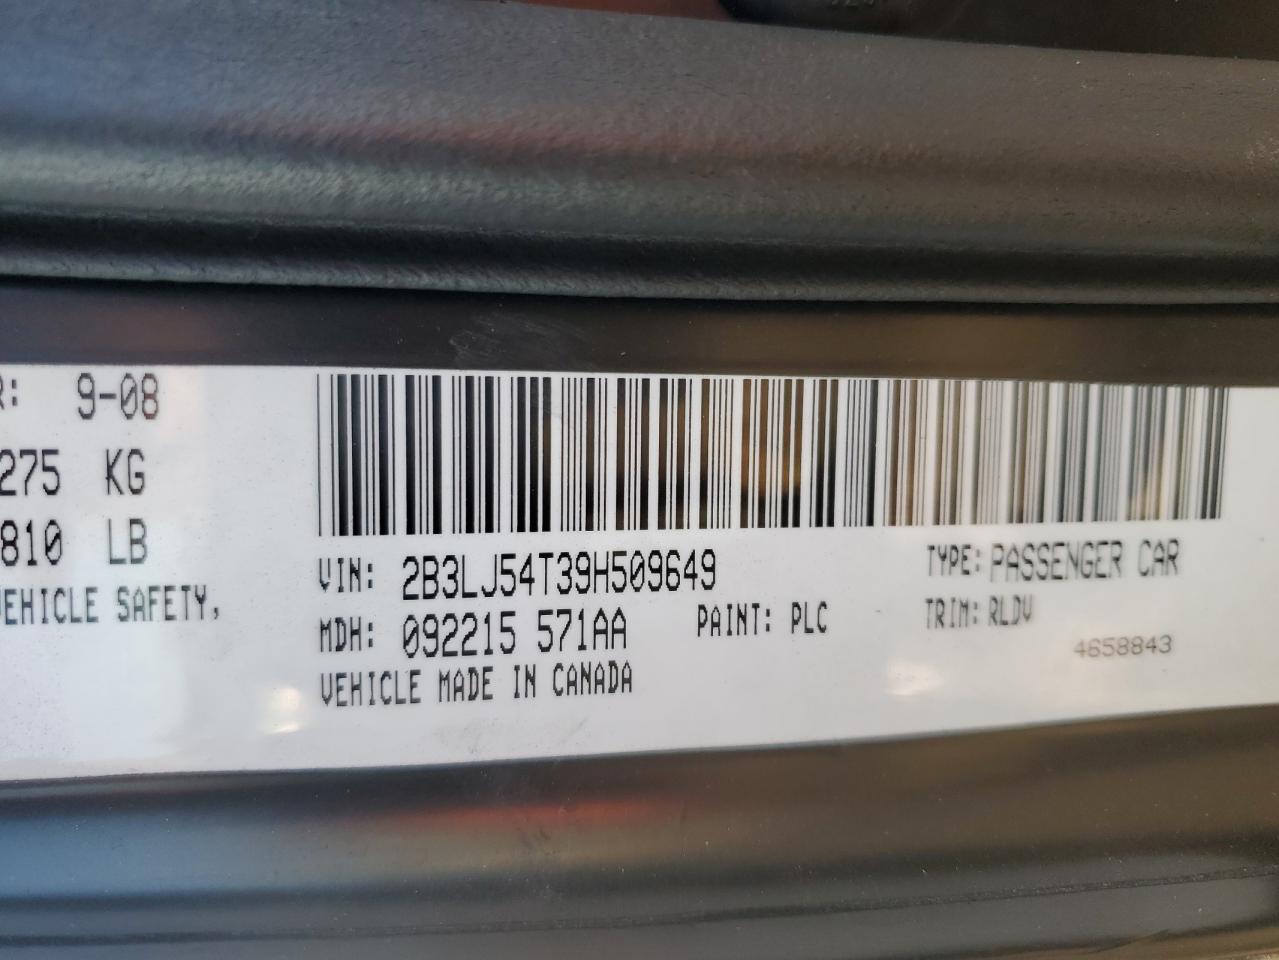 R: 9-08
275 KG
810 LB
VEHICLE SAFETY,
VIN: 2B3LJ54T39H509649
TYPE: PASSENGER CAR
MDH: 092215 571AA
PAINT: PLC
TRIM: RLDV
VEHICLE MADE IN CANADA
4658843